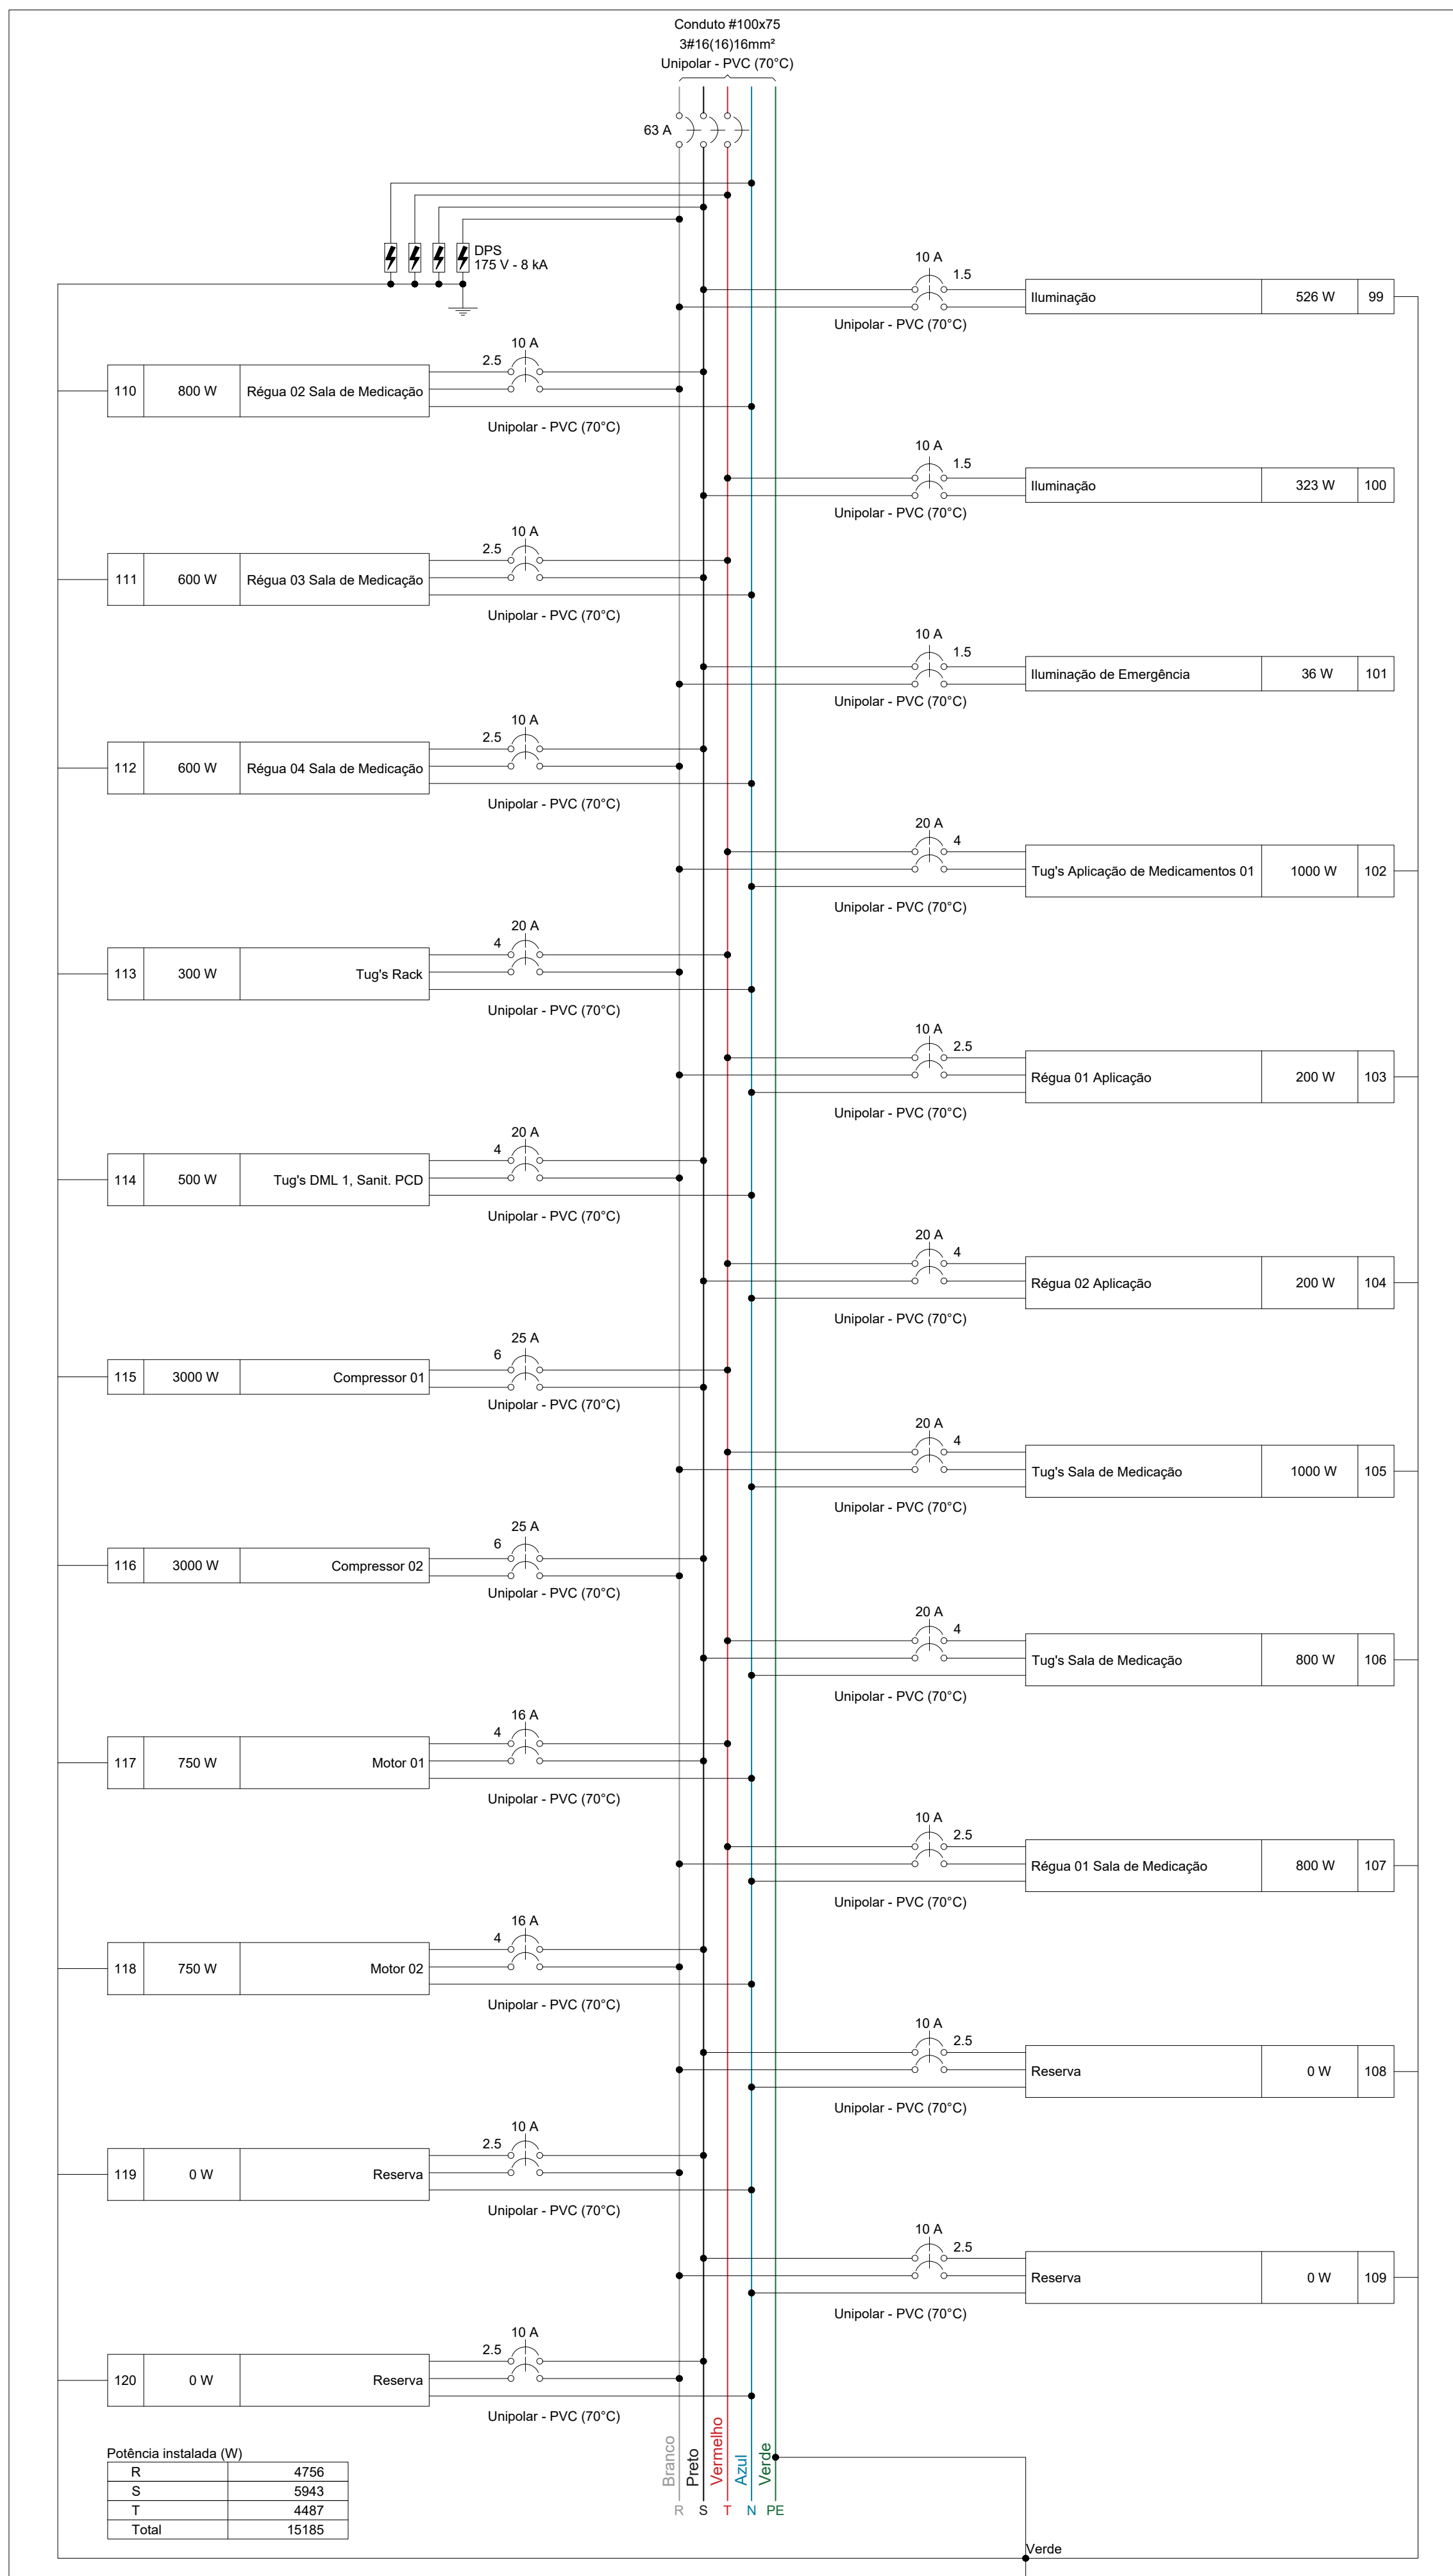 Conduto #100x75
3#16(16)16mm²
Unipolar - PVC (70°C)
63 A
DPS
175 V - 8 kA
10 A
1.5
Iluminação 526 W 99
Unipolar - PVC (70°C)
10 A
2.5
110 800 W Régua 02 Sala de Medicação
Unipolar - PVC (70°C)
10 A
1.5
Iluminação 323 W 100
Unipolar - PVC (70°C)
10 A
2.5
111 600 W Régua 03 Sala de Medicação
Unipolar - PVC (70°C)
10 A
1.5
Iluminação de Emergência 36 W 101
Unipolar - PVC (70°C)
10 A
2.5
112 600 W Régua 04 Sala de Medicação
Unipolar - PVC (70°C)
20 A
4
Tug's Aplicação de Medicamentos 01 1000 W 102
Unipolar - PVC (70°C)
20 A
4
113 300 W Tug's Rack
Unipolar - PVC (70°C)
10 A
2.5
Régua 01 Aplicação 200 W 103
Unipolar - PVC (70°C)
20 A
4
114 500 W Tug's DML 1, Sanit. PCD
Unipolar - PVC (70°C)
20 A
4
Régua 02 Aplicação 200 W 104
Unipolar - PVC (70°C)
25 A
6
115 3000 W Compressor 01
Unipolar - PVC (70°C)
20 A
4
Tug's Sala de Medicação 1000 W 105
Unipolar - PVC (70°C)
25 A
6
116 3000 W Compressor 02
Unipolar - PVC (70°C)
20 A
4
Tug's Sala de Medicação 800 W 106
Unipolar - PVC (70°C)
16 A
4
117 750 W Motor 01
Unipolar - PVC (70°C)
10 A
2.5
Régua 01 Sala de Medicação 800 W 107
Unipolar - PVC (70°C)
16 A
4
118 750 W Motor 02
Unipolar - PVC (70°C)
10 A
2.5
Reserva 0 W 108
Unipolar - PVC (70°C)
10 A
2.5
119 0 W Reserva
Unipolar - PVC (70°C)
10 A
2.5
Reserva 0 W 109
Unipolar - PVC (70°C)
10 A
2.5
120 0 W Reserva
Unipolar - PVC (70°C)
Branco
Preto
Vermelho
Azul
Verde
R S T N PE
Potência instalada (W)
R 4756
S 5943
T 4487
Total 15185
Verde